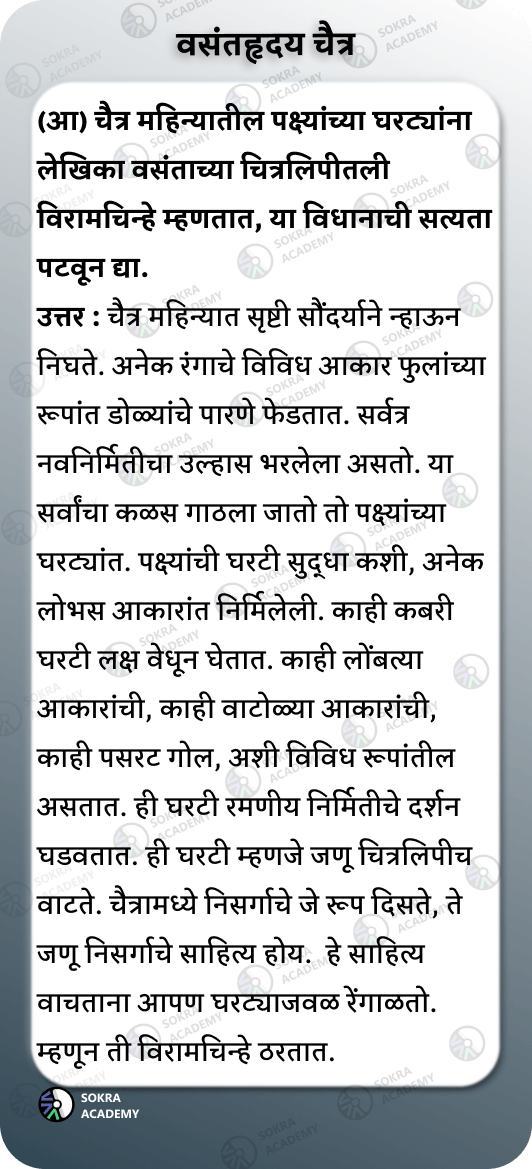 वसंतहृदय चैत्र
(आ) चैत्र महिन्यातील पक्ष्यांच्या घरट्यांना
लेखिका वसंताच्या चित्रलिपीतली
विरामचिन्हे म्हणतात, या विधानाची सत्यता
पटवून द्या.
उत्तर : चैत्र महिन्यात सृष्टी सौंदर्याने न्हाऊन
निघते. अनेक रंगाचे विविध आकार फुलांच्या
रूपांत डोळ्यांचे पारणे फेडतात. सर्वत्र
नवनिर्मितीचा उल्हास भरलेला असतो. या
सर्वांचा कळस गाठला जातो तो पक्ष्यांच्या
घरट्यांत. पक्ष्यांची घरटी सुद्धा कशी, अनेक
लोभस आकारांत निर्मिलेली. काही कबरी
घरटी लक्ष वेधून घेतात. काही लोंबत्या
आकारांची, काही वाटोळ्या आकारांची,
काही पसरट गोल, अशी विविध रूपांतील
असतात. ही घरटी रमणीय निर्मितीचे दर्शन
घडवतात. ही घरटी म्हणजे जणू चित्रलिपीच
वाटते. चैत्रामध्ये निसर्गाचे जे रूप दिसते, ते
जणू निसर्गाचे साहित्य होय. हे साहित्य
वाचताना आपण घरट्याजवळ रेंगाळतो.
म्हणून ती विरामचिन्हे ठरतात.
SOKRA
ACADEMY